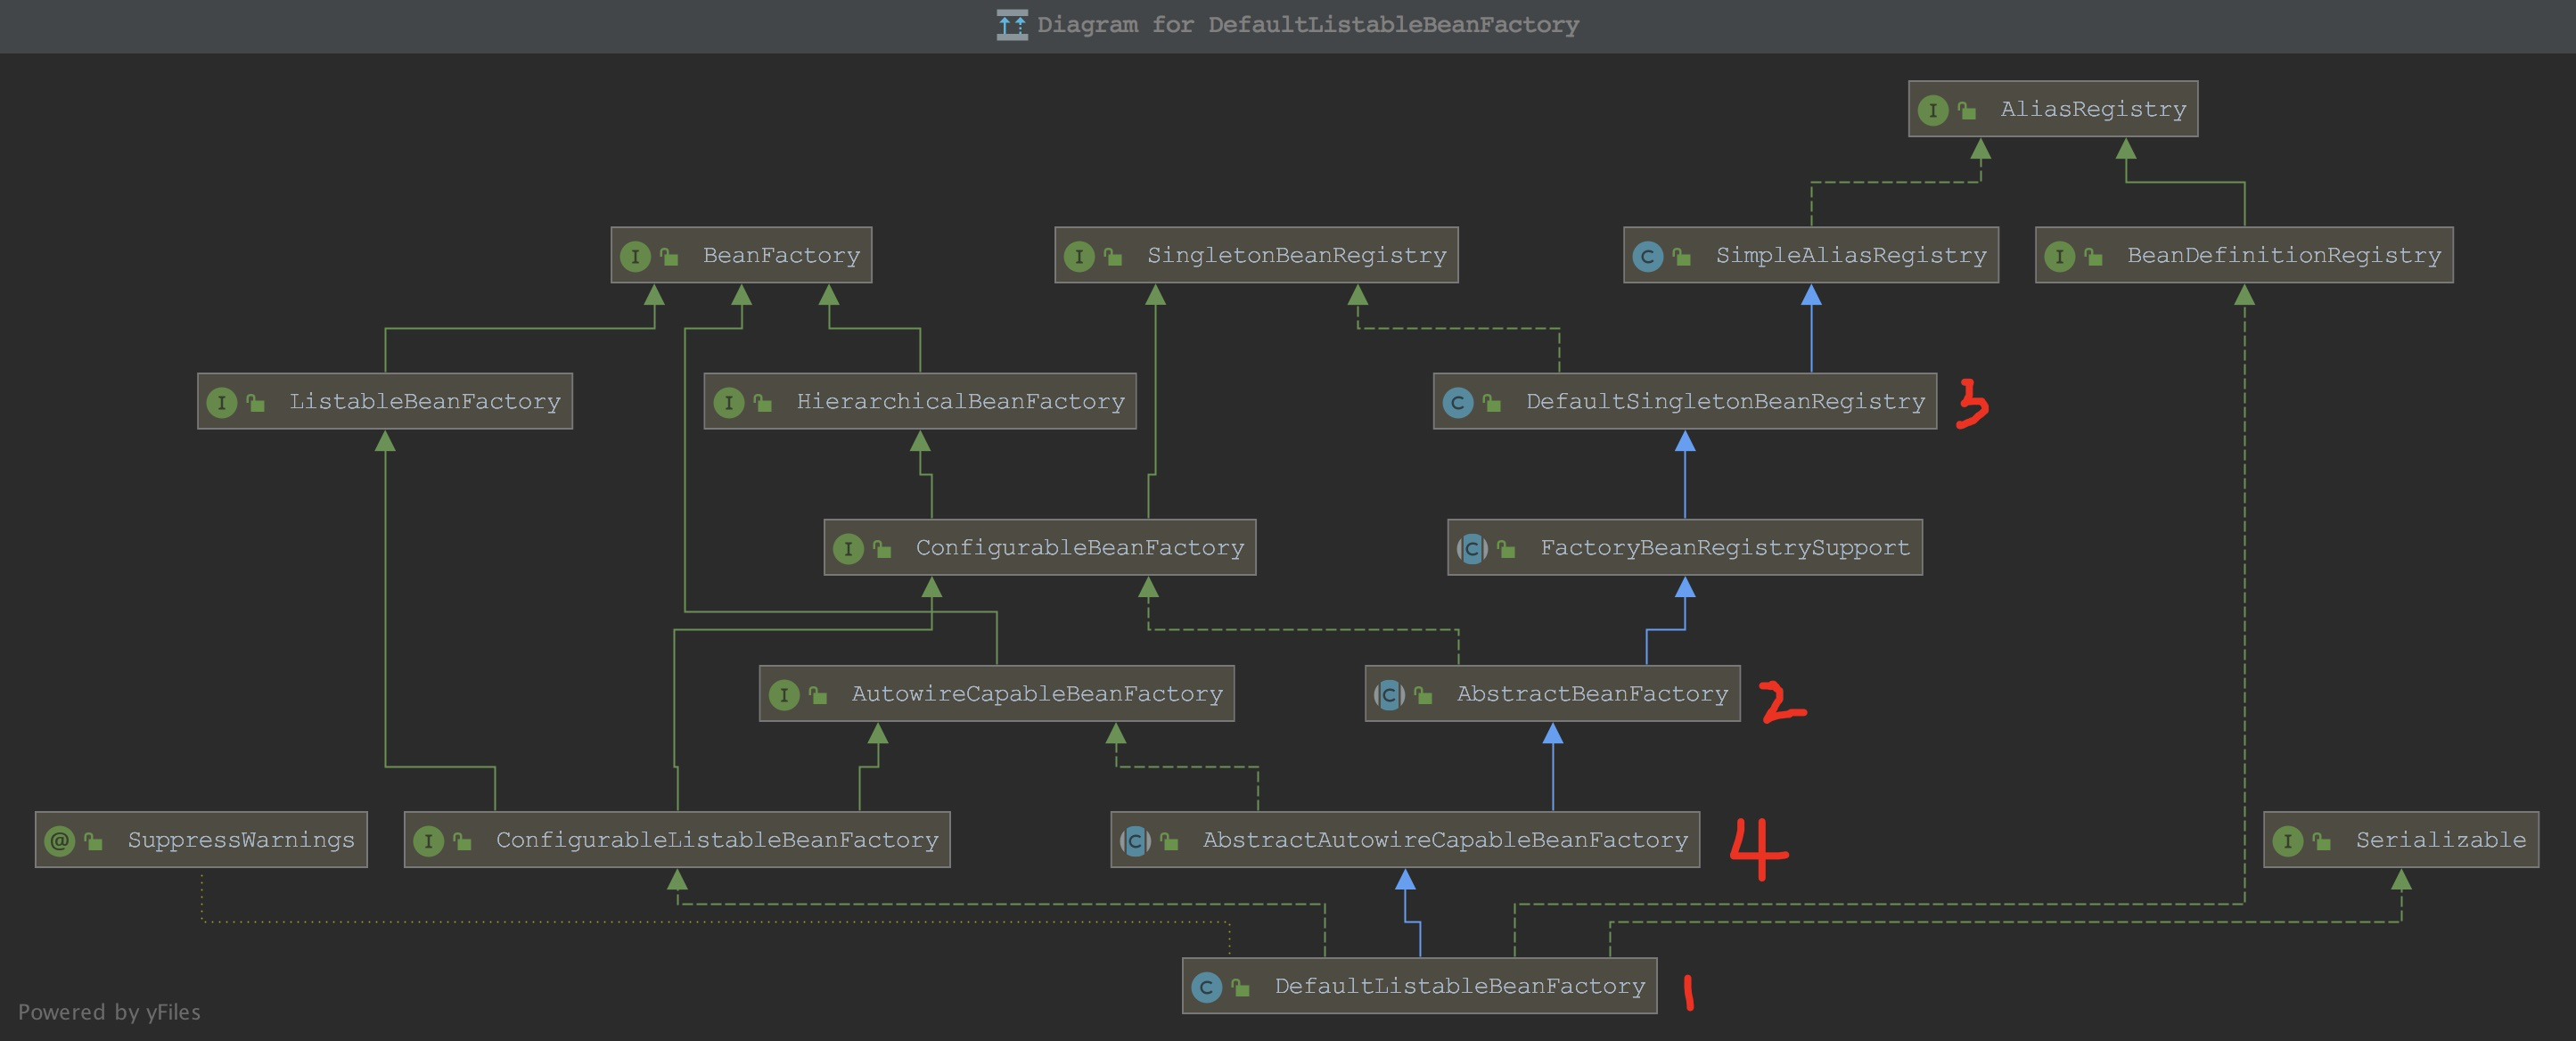 Diagram for DefaultListableBeanFactory
I AliasRegistry
I BeanFactory
I SingletonBeanRegistry
C SimpleAliasRegistry
I BeanDefinitionRegistry
I ListableBeanFactory
I HierarchicalBeanFactory
C DefaultSingletonBeanRegistry 3
I ConfigurableBeanFactory
C FactoryBeanRegistrySupport
I AutowireCapableBeanFactory
C AbstractBeanFactory 2
@ SuppressWarnings
I ConfigurableListableBeanFactory
C AbstractAutowireCapableBeanFactory 4
I Serializable
C DefaultListableBeanFactory 1
Powered by yFiles